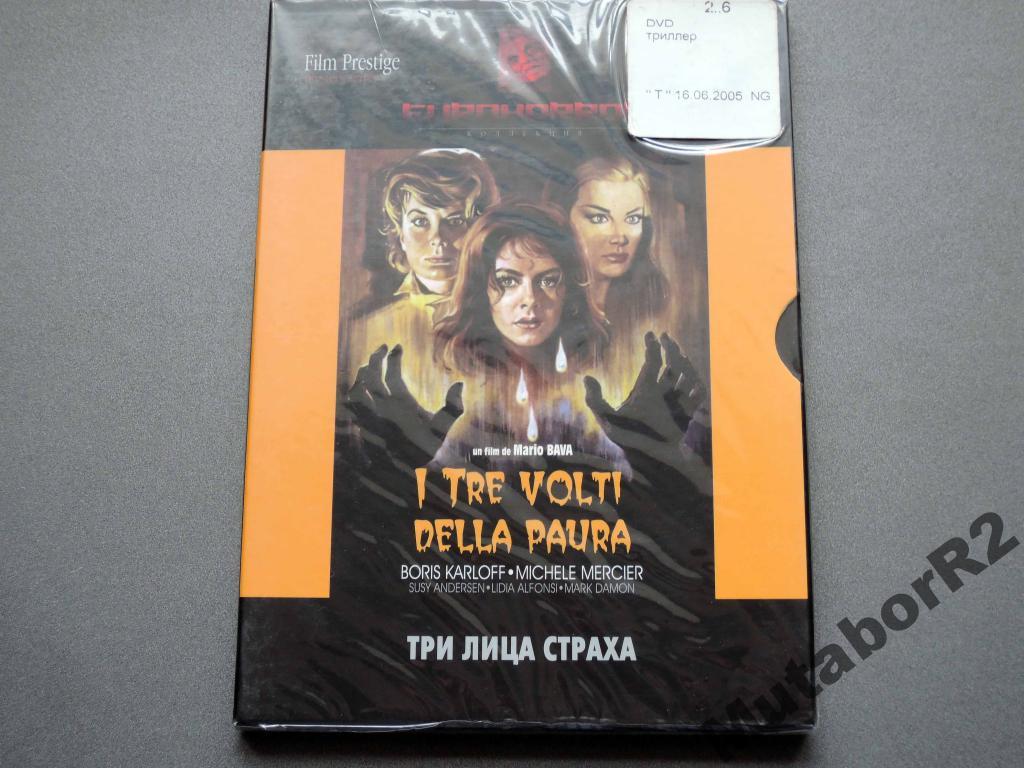 2..6
DVD
триллер
"Т" 16.06.2005 NG
Film Prestige
КОЛЛЕКЦИЯ
un film de Mario BAVA
I TRE VOLTI
DELLA PAURA
BORIS KARLOFF • MICHELE MERCIER
SUSY ANDERSEN • LIDIA ALFONSI • MARK DAMON
ТРИ ЛИЦА СТРАХА
MutaborR2